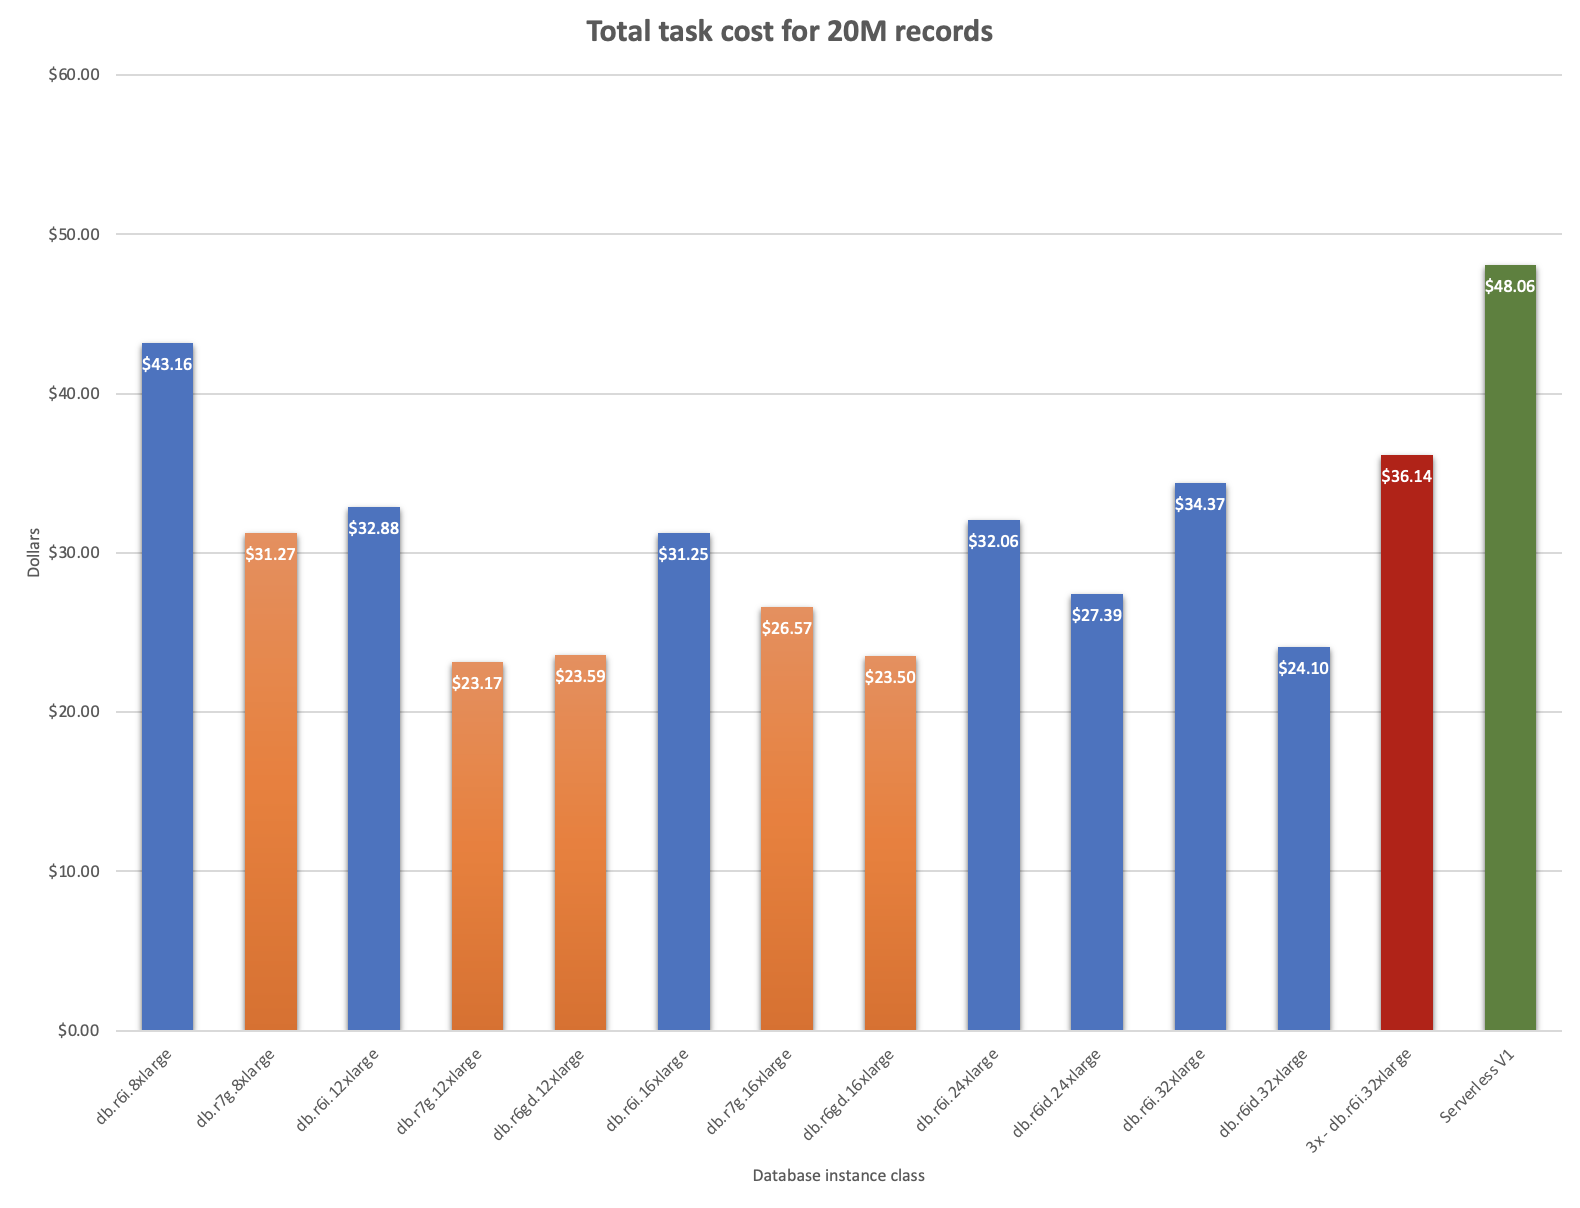 Total task cost for 20M records
$60.00
$50.00
$40.00
$30.00
$20.00
$10.00
$0.00
Dollars
$43.16
$31.27
$32.88
$23.17
$23.59
$31.25
$26.57
$23.50
$32.06
$27.39
$34.37
$24.10
$36.14
$48.06
db.r6i.8xlarge
db.r7g.8xlarge
db.r6i.12xlarge
db.r7g.12xlarge
db.r6gd.12xlarge
db.r6i.16xlarge
db.r7g.16xlarge
db.r6gd.16xlarge
db.r6i.24xlarge
db.r6id.24xlarge
db.r6i.32xlarge
db.r6id.32xlarge
3x - db.r6i.32xlarge
Serverless V1
Database instance class